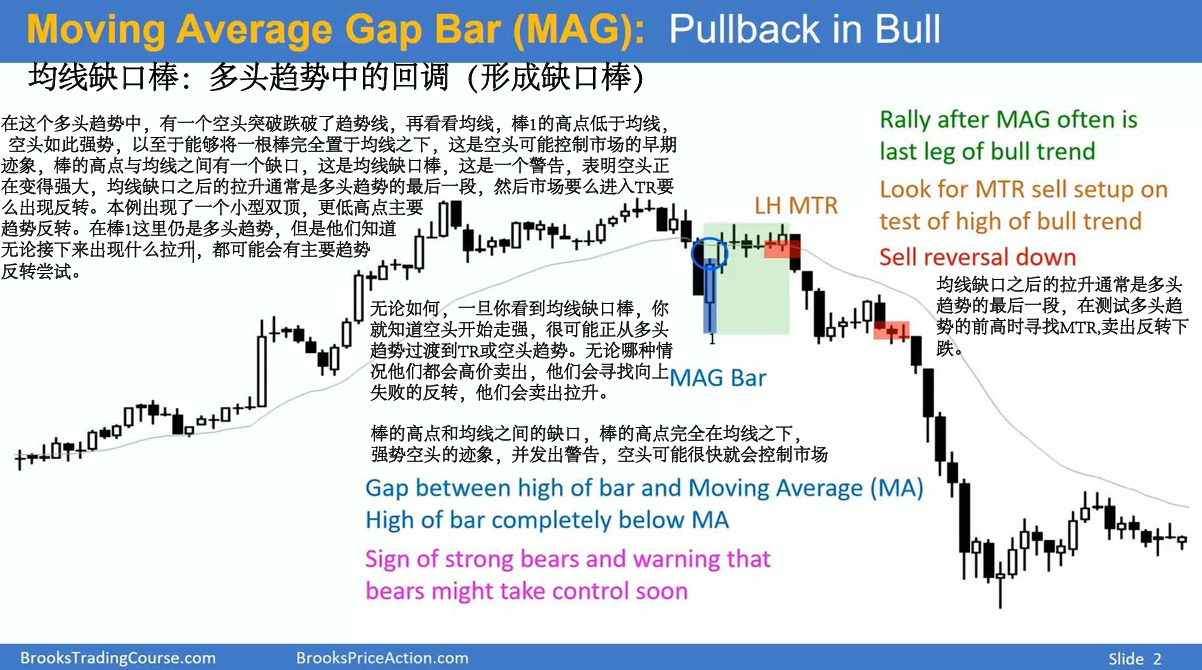 Moving Average Gap Bar (MAG): Pullback in Bull
均线缺口棒：多头趋势中的回调（形成缺口棒）
在这个多头趋势中，有一个空头突破跌破了趋势线，再看看均线，棒1的高点低于均线，
空头如此强势，以至于能够将一根棒完全置于均线之下，这是空头可能控制市场的早期
迹象，棒的高点与均线之间有一个缺口，这是均线缺口棒，这是一个警告，表明空头正
在变得强大，均线缺口之后的拉升通常是多头趋势的最后一段，然后市场要么进入TR要
么出现反转。本例出现了一个小型双顶，更低高点主要
趋势反转。在棒1这里仍是多头趋势，但是他们知道
无论接下来出现什么拉升，都可能会有主要趋势
反转尝试。
Rally after MAG often is
last leg of bull trend
Look for MTR sell setup on
test of high of bull trend
Sell reversal down
均线缺口之后的拉升通常是多头
趋势的最后一段，在测试多头趋
势的前高时寻找MTR,卖出反转下
跌。
LH MTR
1
MAG Bar
无论如何，一旦你看到均线缺口棒，你
就知道空头开始走强，很可能正从多头
趋势过渡到TR或空头趋势。无论哪种情
况他们都会高价卖出，他们会寻找向上
失败的反转，他们会卖出拉升。
棒的高点和均线之间的缺口，棒的高点完全在均线之下，
强势空头的迹象，并发出警告，空头可能很快就会控制市场
Gap between high of bar and Moving Average (MA)
High of bar completely below MA
Sign of strong bears and warning that
bears might take control soon
BrooksTradingCourse.com
BrooksPriceAction.com
Slide 2